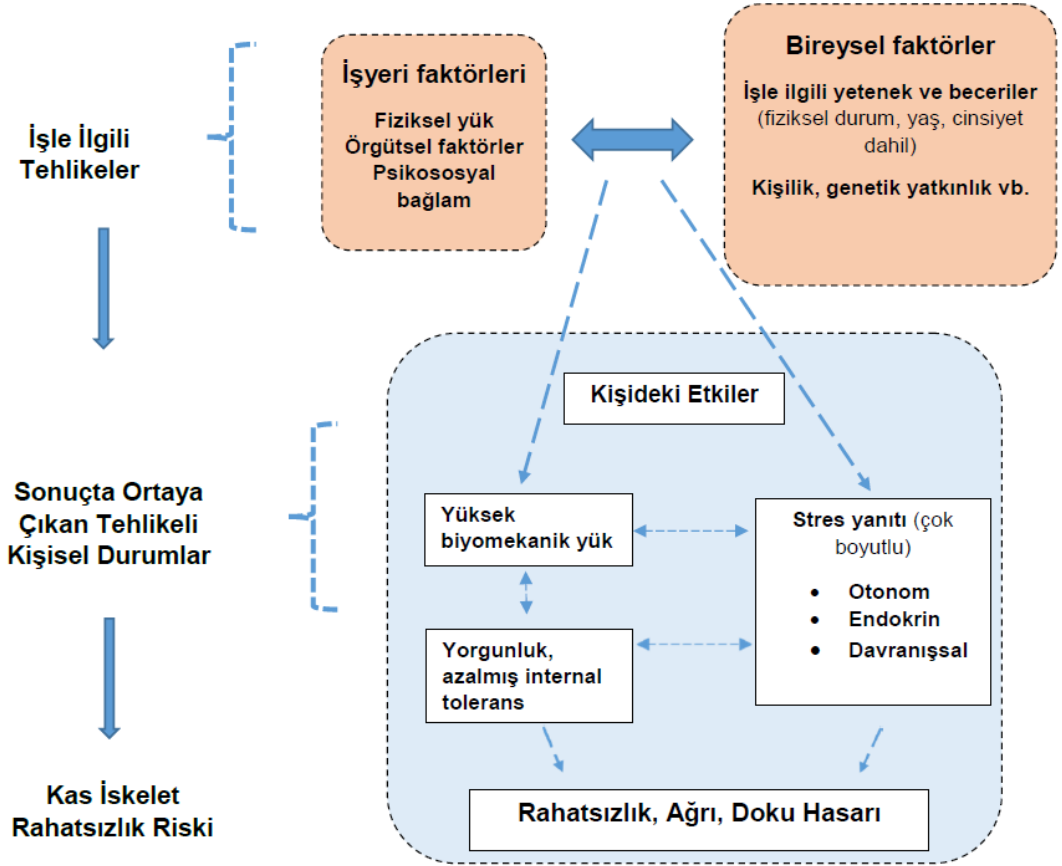 İşle İlgili
Tehlikeler
İşyeri faktörleri
Fiziksel yük
Örgütsel faktörler
Psikososyal
bağlam
Bireysel faktörler
İşle ilgili yetenek ve beceriler
(fiziksel durum, yaş, cinsiyet
dahil)
Kişilik, genetik yatkınlık vb.
Sonuçta Ortaya
Çıkan Tehlikeli
Kişisel Durumlar
Kişideki Etkiler
Yüksek
biyomekanik yük
Stres yanıtı (çok
boyutlu)
• Otonom
• Endokrin
• Davranışsal
Yorgunluk,
azalmış internal
tolerans
Kas İskelet
Rahatsızlık Riski
Rahatsızlık, Ağrı, Doku Hasarı